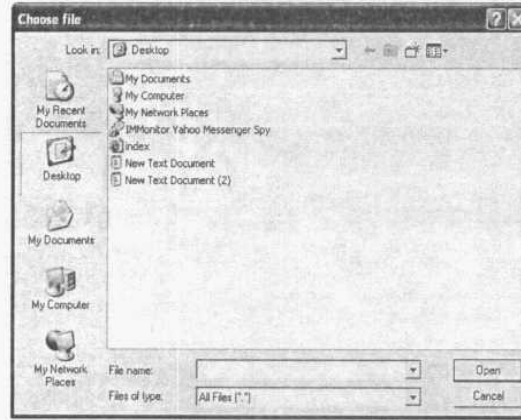 Choose file
Look in: Desktop
My Recent
Documents
Desktop
My Documents
My Computer
My Network
Places
My Documents
My Computer
My Network Places
IMMonitor Yahoo Messenger Spy
index
New Text Document
New Text Document (2)
File name:
Open
Files of type: All Files (*.*)
Cancel